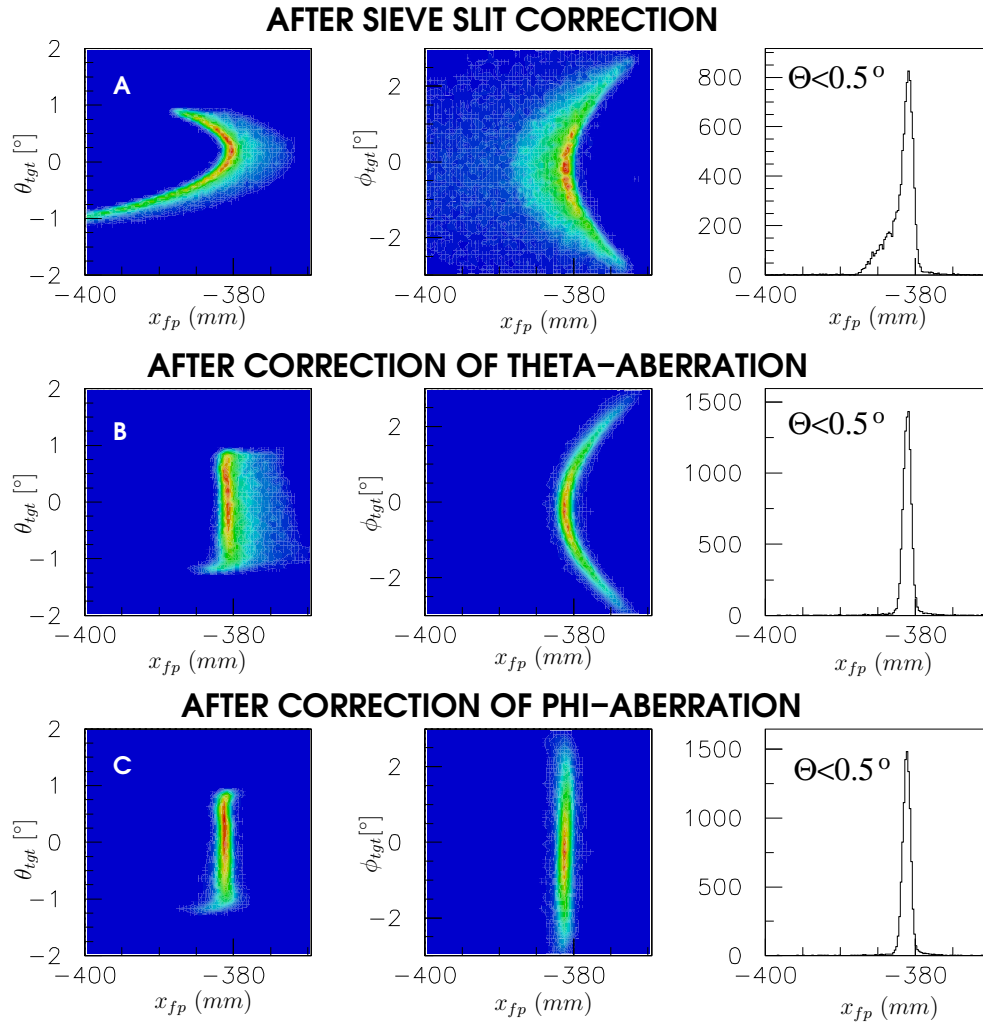 AFTER SIEVE SLIT CORRECTION
2
1
0
−1
−2
θ_tgt [°]
A
−400
−380
x_fp (mm)
2
0
−2
ϕ_tgt[°]
−400
−380
x_fp (mm)
800
600
400
200
0
Θ<0.5°
−400
−380
x_fp (mm)
AFTER CORRECTION OF THETA−ABERRATION
2
1
0
−1
−2
θ_tgt [°]
B
−400
−380
x_fp (mm)
2
0
−2
ϕ_tgt[°]
−400
−380
x_fp (mm)
1500
1000
500
0
Θ<0.5°
−400
−380
x_fp (mm)
AFTER CORRECTION OF PHI−ABERRATION
2
1
0
−1
−2
θ_tgt [°]
C
−400
−380
x_fp (mm)
2
0
−2
ϕ_tgt[°]
−400
−380
x_fp (mm)
1500
1000
500
0
Θ<0.5°
−400
−380
x_fp (mm)